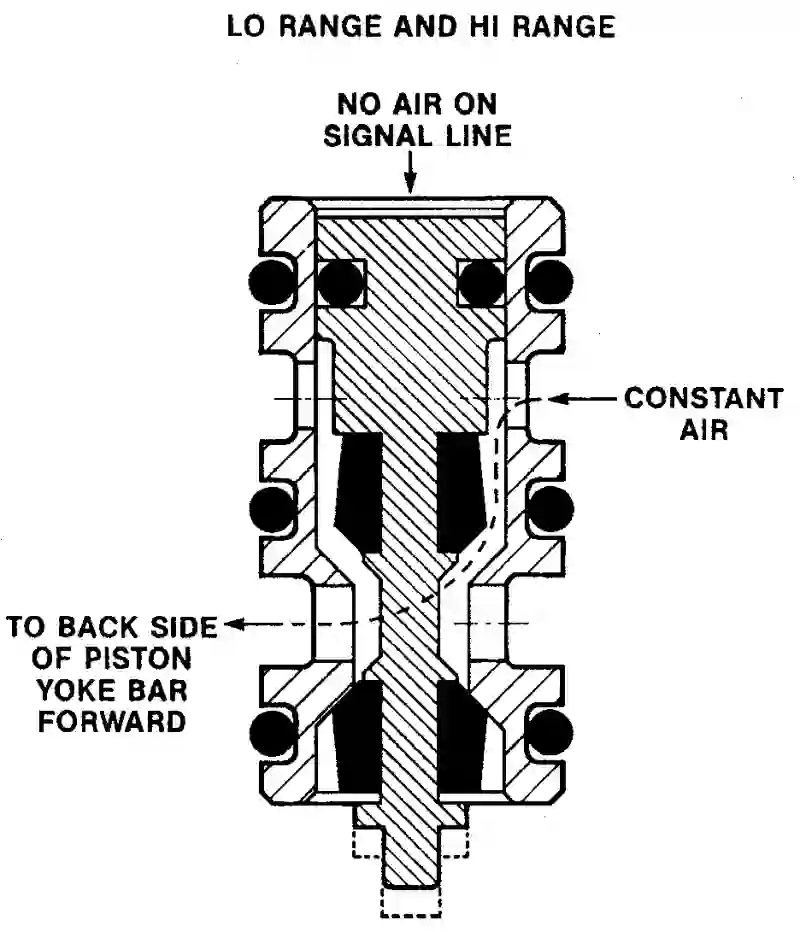 LO RANGE AND HI RANGE
NO AIR ON
SIGNAL LINE
CONSTANT
AIR
TO BACK SIDE
OF PISTON
YOKE BAR
FORWARD